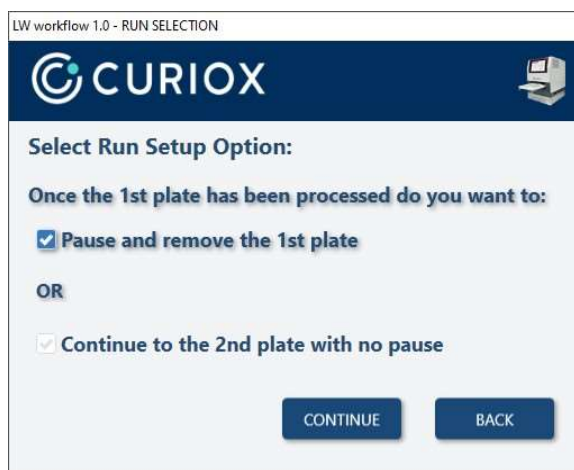 LW workflow 1.0 - RUN SELECTION
CURIOX
Select Run Setup Option:
Once the 1st plate has been processed do you want to:
Pause and remove the 1st plate
OR
Continue to the 2nd plate with no pause
CONTINUE BACK